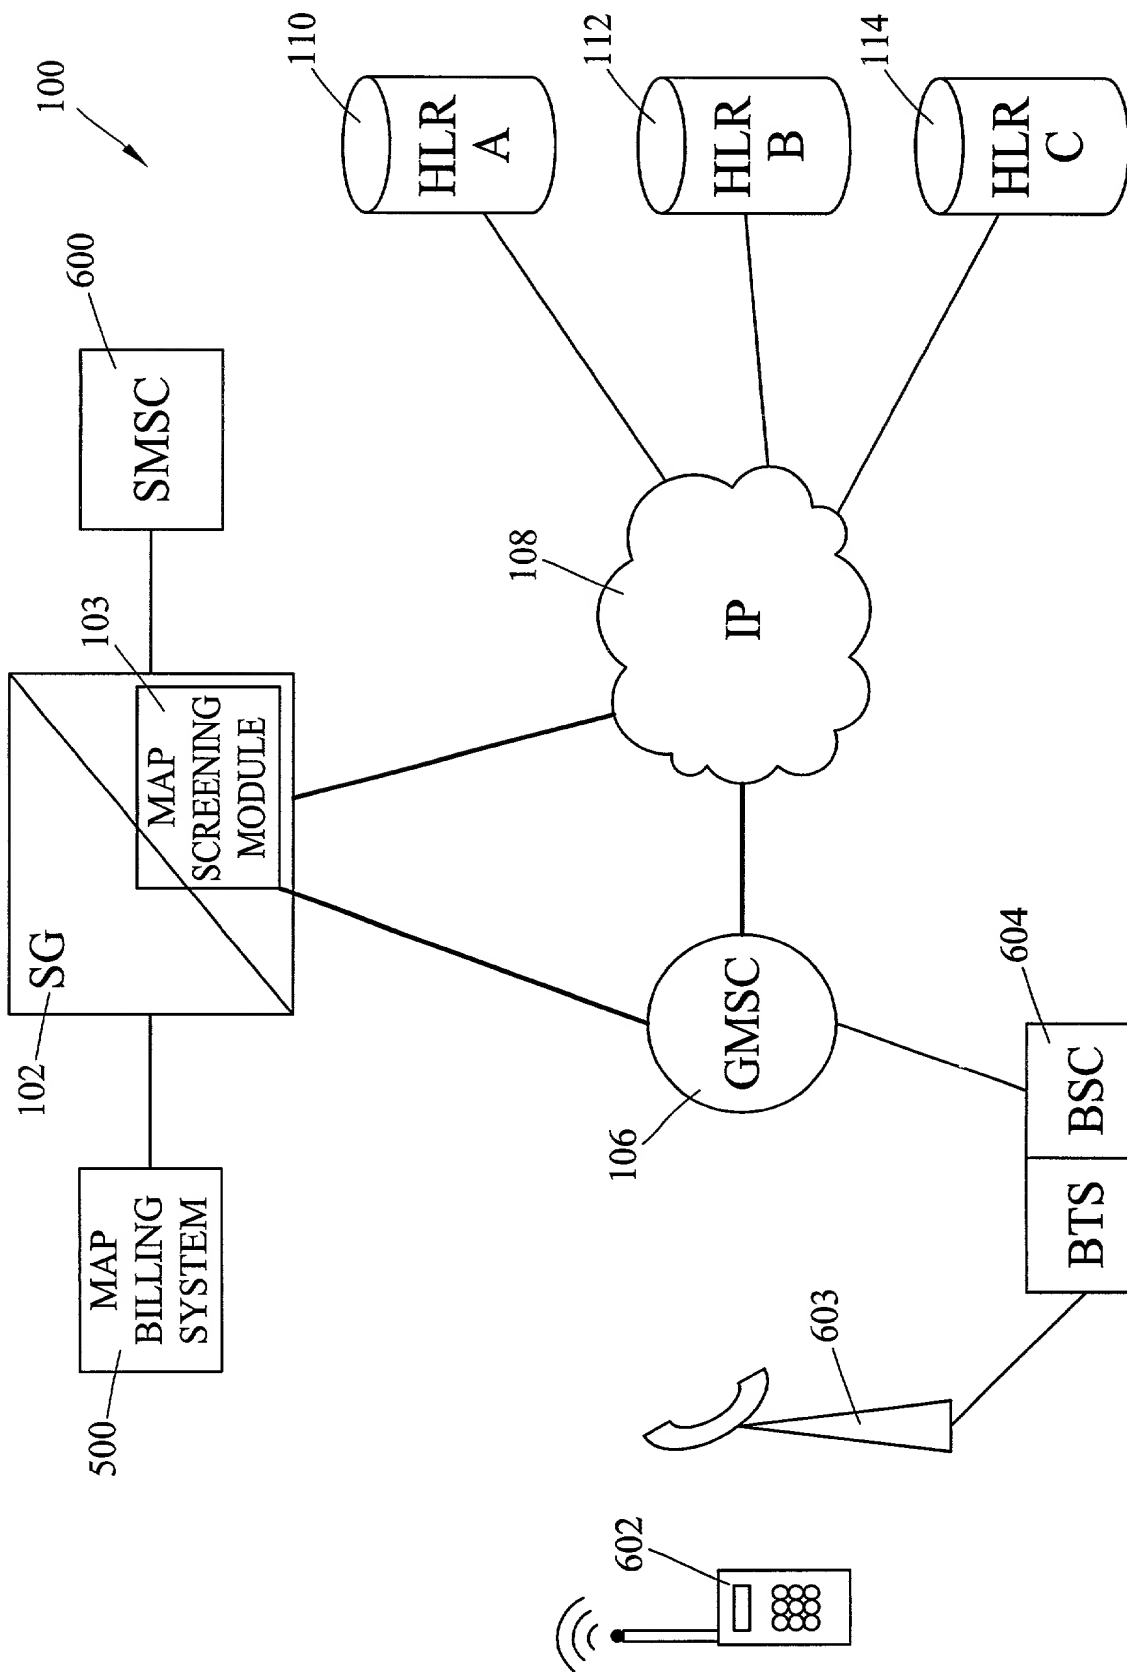 100
600
SMSC
103
MAP
SCREENING
MODULE
SG
102
MAP
BILLING
SYSTEM
500
110
HLR
A
112
HLR
B
114
HLR
C
108
IP
GMSC
106
604
BTS
BSC
603
602